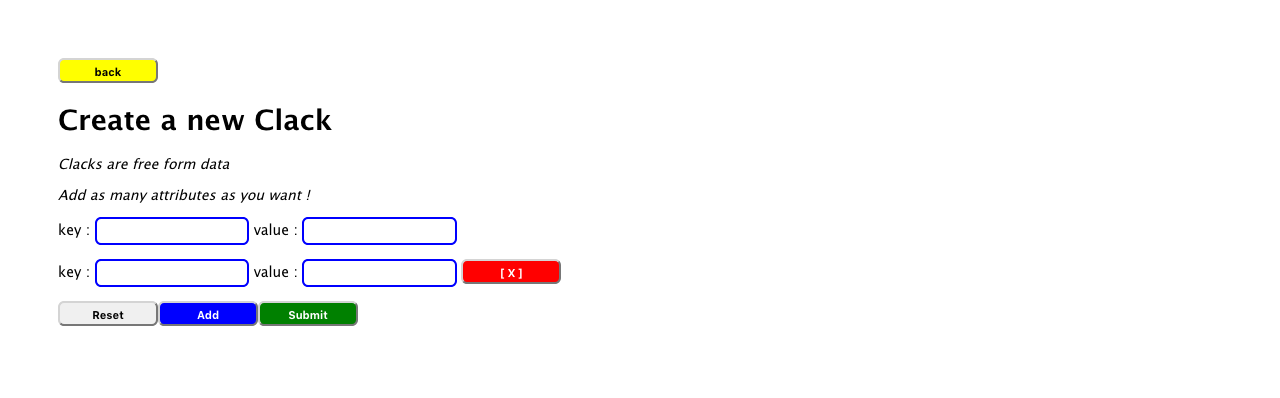 back
Create a new Clack
Clacks are free form data
Add as many attributes as you want !
key : value :
key : value : [ X ]
Reset Add Submit